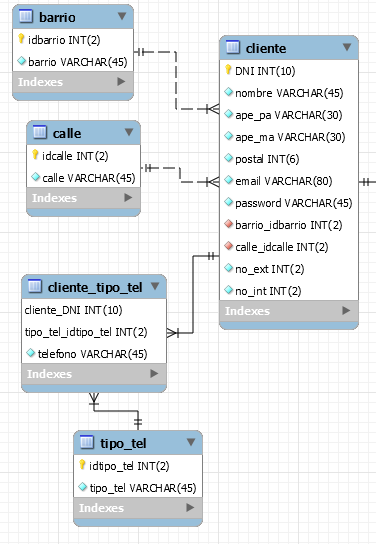 barrio
idbarrio INT(2)
barrio VARCHAR(45)
Indexes
calle
idcalle INT(2)
calle VARCHAR(45)
Indexes
cliente
DNI INT(10)
nombre VARCHAR(45)
ape_pa VARCHAR(30)
ape_ma VARCHAR(30)
postal INT(6)
email VARCHAR(80)
password VARCHAR(45)
barrio_idbarrio INT(2)
calle_idcalle INT(2)
no_ext INT(2)
no_int INT(2)
Indexes
cliente_tipo_tel
cliente_DNI INT(10)
tipo_tel_idtipo_tel INT(2)
telefono VARCHAR(45)
Indexes
tipo_tel
idtipo_tel INT(2)
tipo_tel VARCHAR(45)
Indexes